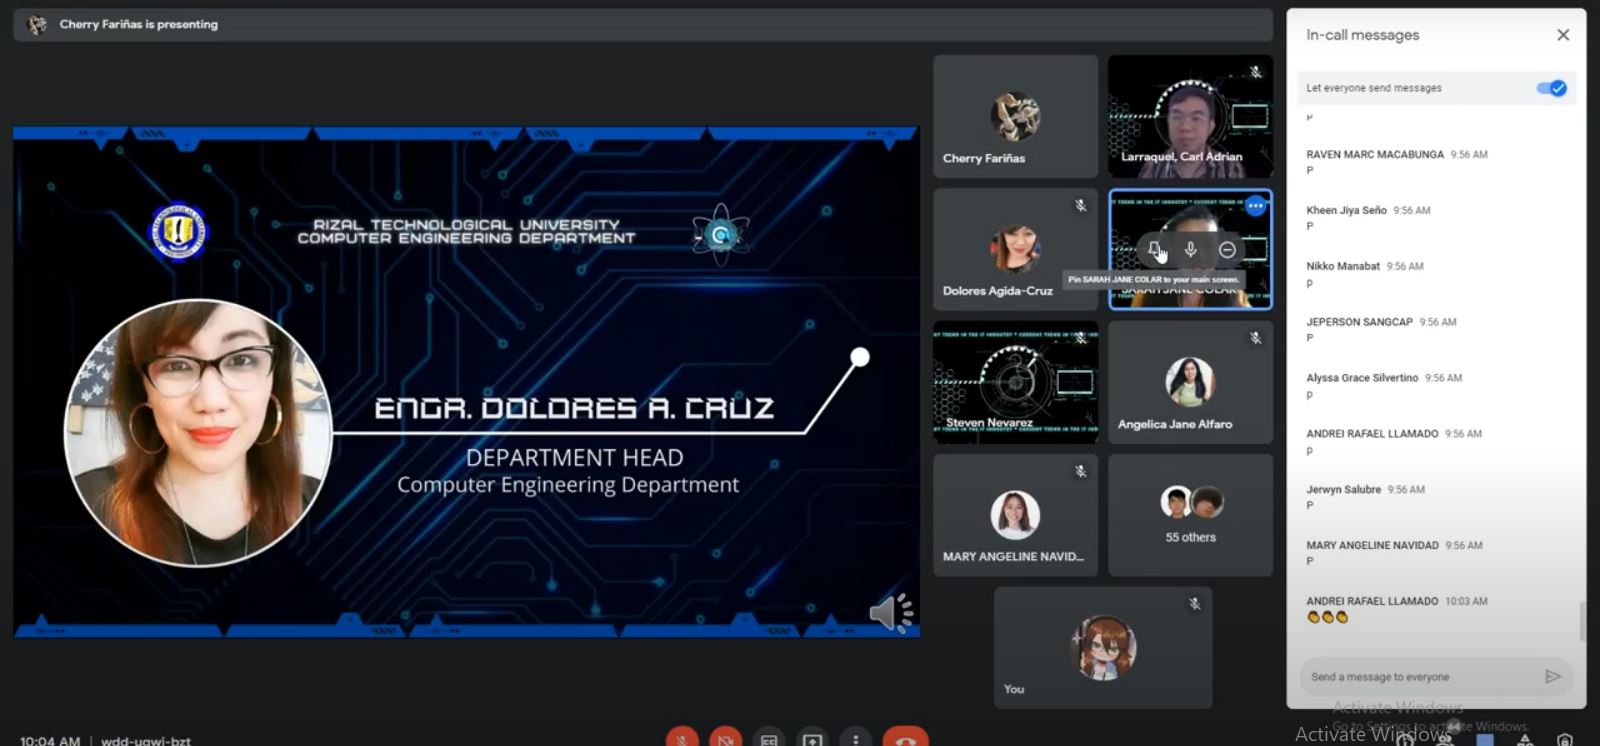 Cherry Fariñas is presenting
RIZAL TECHNOLOGICAL UNIVERSITY
COMPUTER ENGINEERING DEPARTMENT
ENGR. DOLORES A. CRUZ
DEPARTMENT HEAD
Computer Engineering Department
Cherry Fariñas
Larraquel, Carl Adrian
Dolores Agida-Cruz
Pin SARAH JANE COLAR to your main screen.
SARAH JANE COLAR
Steven Nevarez
Angelica Jane Alfaro
MARY ANGELINE NAVID...
55 others
You
In-call messages
Let everyone send messages
P
RAVEN MARC MACABUNGA 9:56 AM
P
Kheen Jiya Seño 9:56 AM
P
Nikko Manabat 9:56 AM
p
JEPERSON SANGCAP 9:56 AM
P
Alyssa Grace Silvertino 9:56 AM
p
ANDREI RAFAEL LLAMADO 9:56 AM
p
Jerwyn Salubre 9:56 AM
P
MARY ANGELINE NAVIDAD 9:56 AM
P
ANDREI RAFAEL LLAMADO 10:03 AM
👏👏👏
Send a message to everyone
Activate Windows
Go to Settings to activate Windows.
Activate Windows
10:04 AM | wdd-uqwj-bzt
64